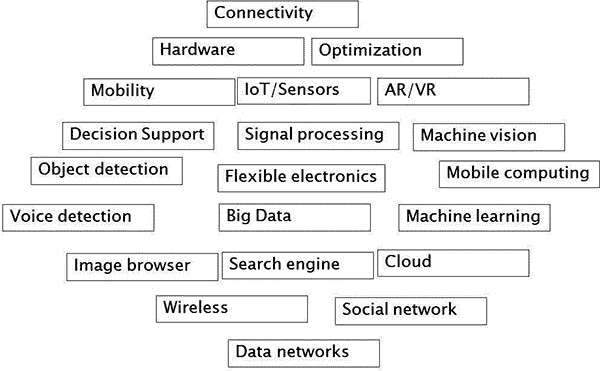 Connectivity
Hardware
Optimization
Mobility
IoT/Sensors
AR/VR
Decision Support
Signal processing
Machine vision
Object detection
Flexible electronics
Mobile computing
Voice detection
Big Data
Machine learning
Image browser
Search engine
Cloud
Wireless
Social network
Data networks